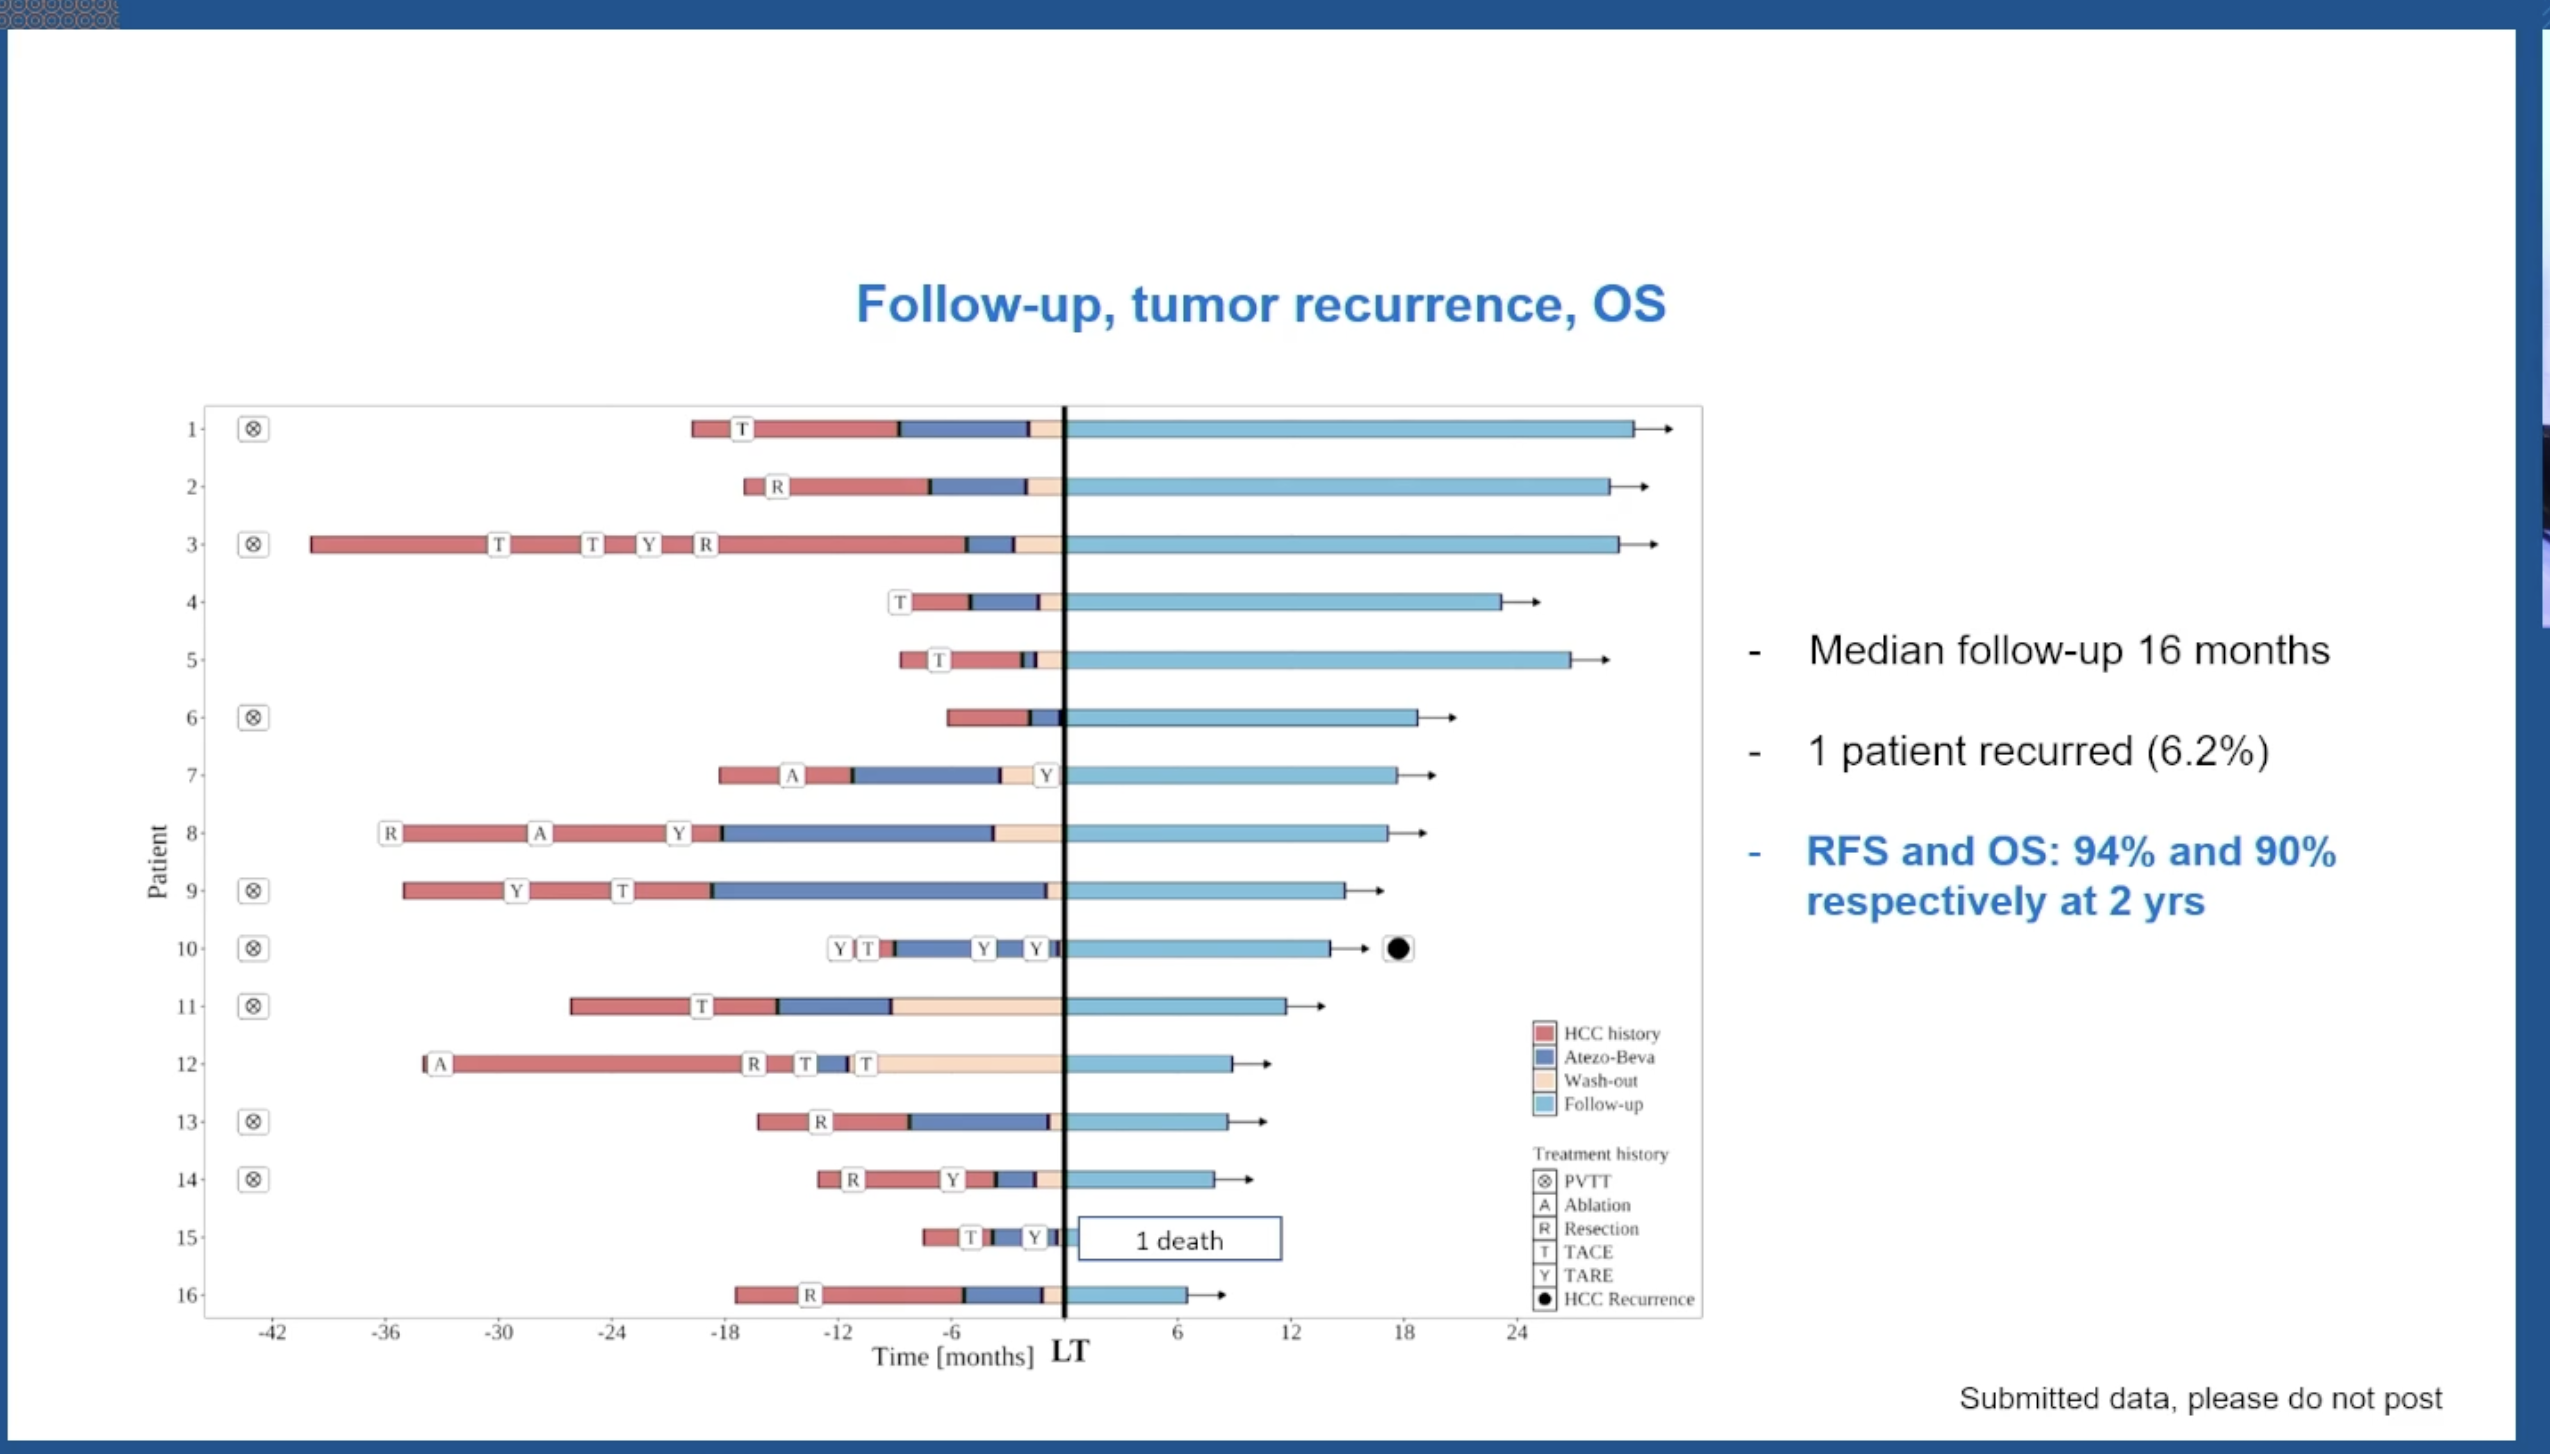 Follow-up, tumor recurrence, OS
1
T
2
R
3
T T Y R
4
T
5
T
6
7
A Y
8
R A Y
9
Y T
10
Y T Y Y
11
T
12
A R T T
13
R
14
R Y
15
T Y
1 death
16
R
Patient
-42 -36 -30 -24 -18 -12 -6 6 12 18 24
Time [months] LT
HCC history
Atezo-Beva
Wash-out
Follow-up
Treatment history
⊗ PVTT
A Ablation
R Resection
T TACE
Y TARE
● HCC Recurrence
- Median follow-up 16 months
- 1 patient recurred (6.2%)
- RFS and OS: 94% and 90%
respectively at 2 yrs
Submitted data, please do not post